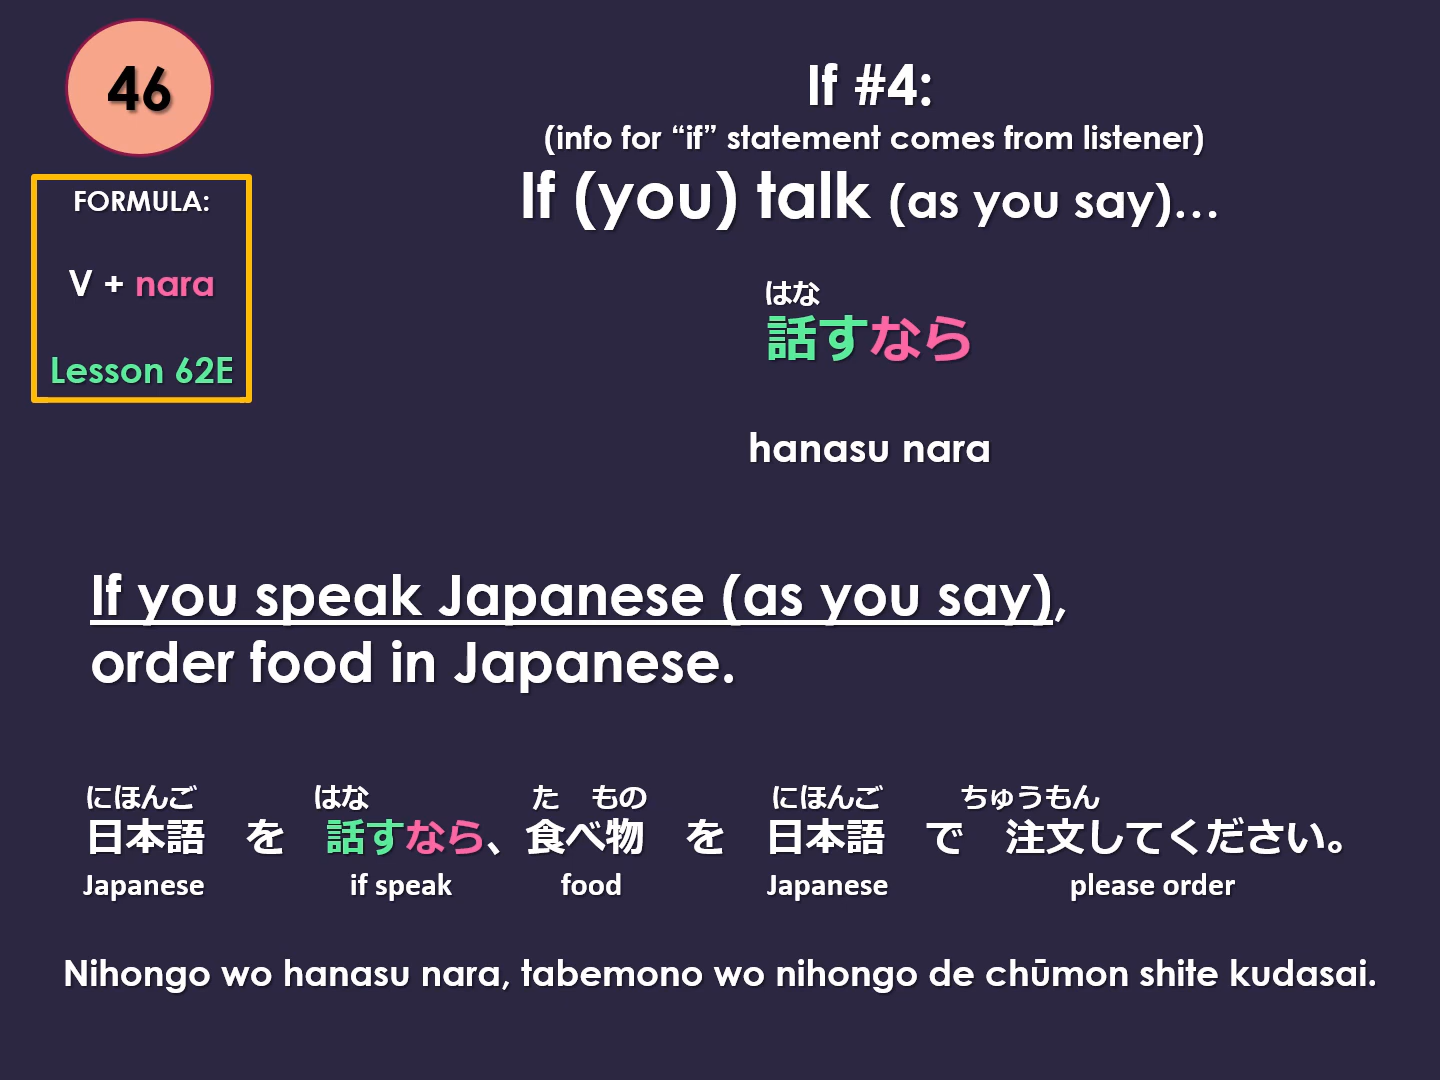 46
FORMULA:
V + nara
Lesson 62E
If #4:
(info for “if” statement comes from listener)
If (you) talk (as you say)…
はな
話すなら
hanasu nara
If you speak Japanese (as you say),
order food in Japanese.
にほんご はな た もの にほんご ちゅうもん
日本語 を 話すなら、食べ物 を 日本語 で 注文してください。
Japanese if speak food Japanese please order
Nihongo wo hanasu nara, tabemono wo nihongo de chūmon shite kudasai.